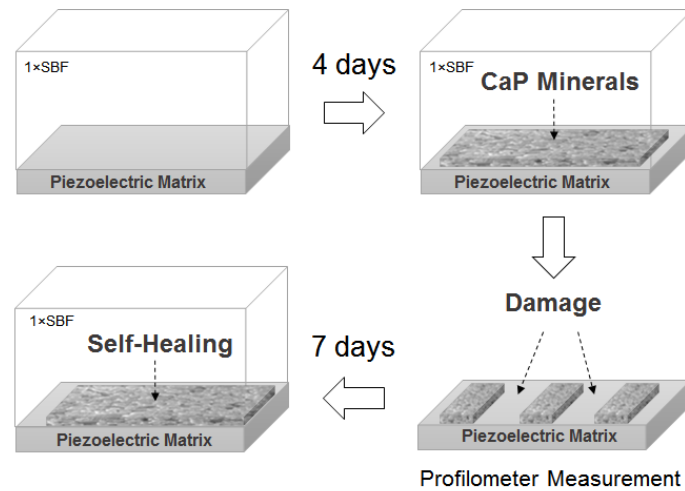 1×SBF
Piezoelectric Matrix
4 days
1×SBF
CaP Minerals
Piezoelectric Matrix
Damage
Piezoelectric Matrix
Profilometer Measurement
7 days
1×SBF
Self-Healing
Piezoelectric Matrix